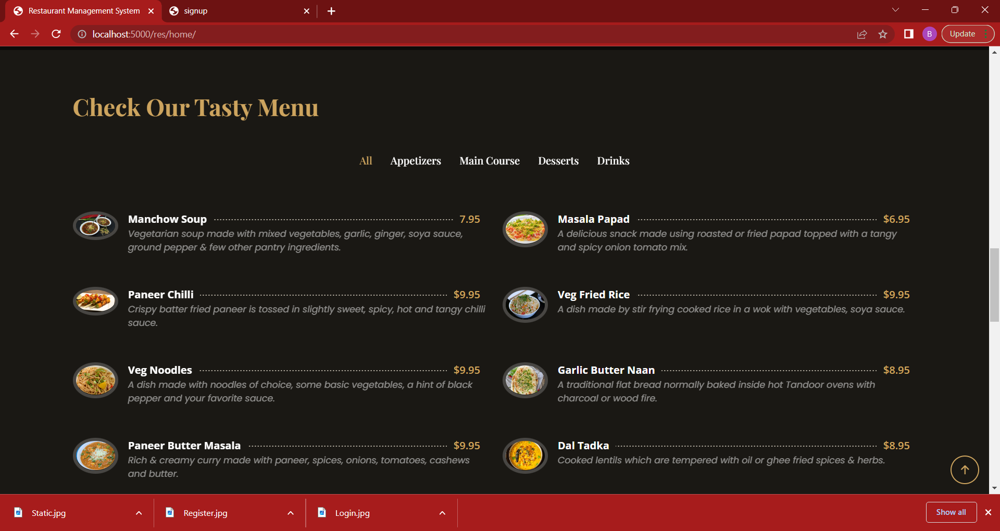 Restaurant Management System
signup
localhost:5000/res/home/
B
Update
Check Our Tasty Menu
All Appetizers Main Course Desserts Drinks
Manchow Soup 7.95
Vegetarian soup made with mixed vegetables, garlic, ginger, soya sauce,
ground pepper & few other pantry ingredients.
Masala Papad $6.95
A delicious snack made using roasted or fried papad topped with a tangy
and spicy onion tomato mix.
Paneer Chilli $9.95
Crispy batter fried paneer is tossed in slightly sweet, spicy, hot and tangy chilli
sauce.
Veg Fried Rice $9.95
A dish made by stir frying cooked rice in a wok with vegetables, soya sauce.
Veg Noodles $9.95
A dish made with noodles of choice, some basic vegetables, a hint of black
pepper and your favorite sauce.
Garlic Butter Naan $8.95
A traditional flat bread normally baked inside hot Tandoor ovens with
charcoal or wood fire.
Paneer Butter Masala $9.95
Rich & creamy curry made with paneer, spices, onions, tomatoes, cashews
and butter.
Dal Tadka $8.95
Cooked lentils which are tempered with oil or ghee fried spices & herbs.
Static.jpg
Register.jpg
Login.jpg
Show all